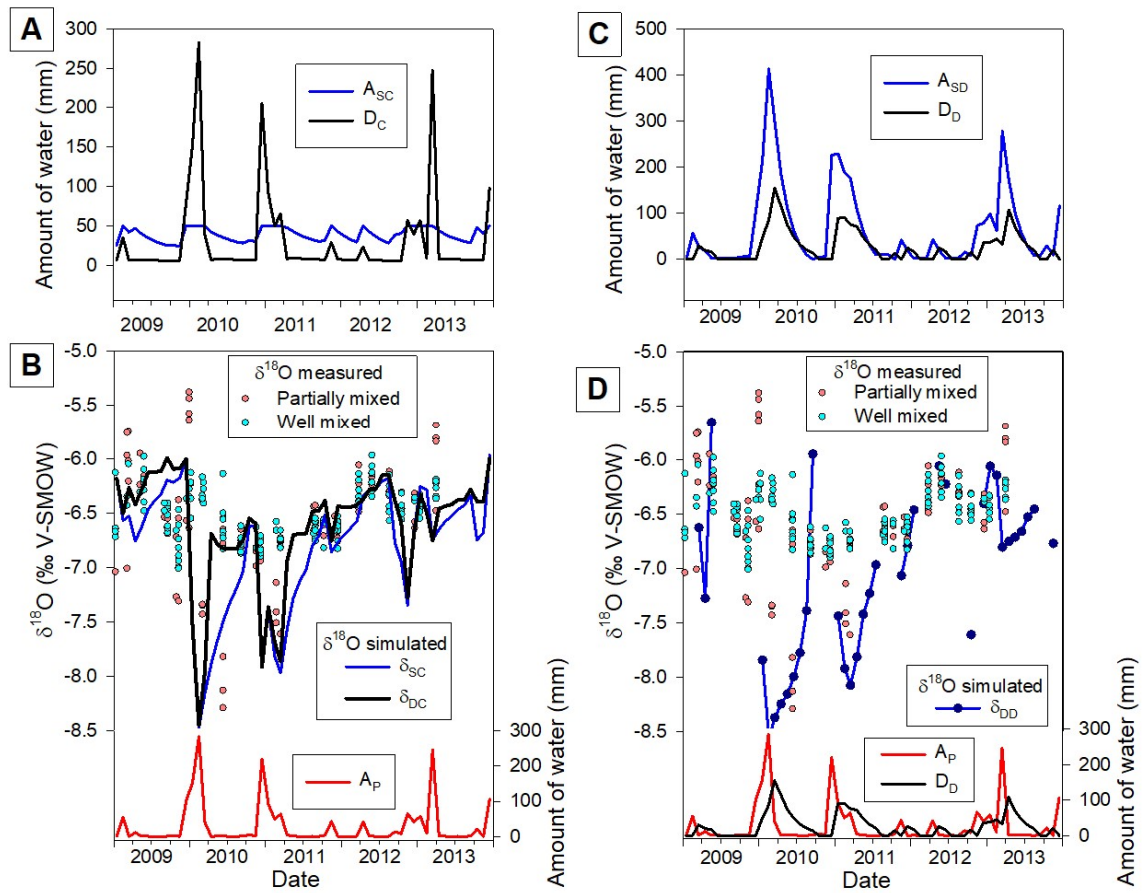 A
Amount of water (mm)
300
250
200
150
100
50
0
A_SC
D_C
2009 2010 2011 2012 2013
C
Amount of water (mm)
500
400
300
200
100
0
A_SD
D_D
2009 2010 2011 2012 2013
B
δ¹⁸O (‰ V-SMOW)
-5.0
-5.5
-6.0
-6.5
-7.0
-7.5
-8.0
-8.5
δ¹⁸O measured
Partially mixed
Well mixed
δ¹⁸O simulated
δ_SC
δ_DC
A_P
300
200
100
0
Amount of water (mm)
2009 2010 2011 2012 2013
Date
D
δ¹⁸O (‰ V-SMOW)
-5.0
-5.5
-6.0
-6.5
-7.0
-7.5
-8.0
-8.5
δ¹⁸O measured
Partially mixed
Well mixed
δ¹⁸O simulated
δ_DD
A_P
D_D
300
200
100
0
Amount of water (mm)
2009 2010 2011 2012 2013
Date